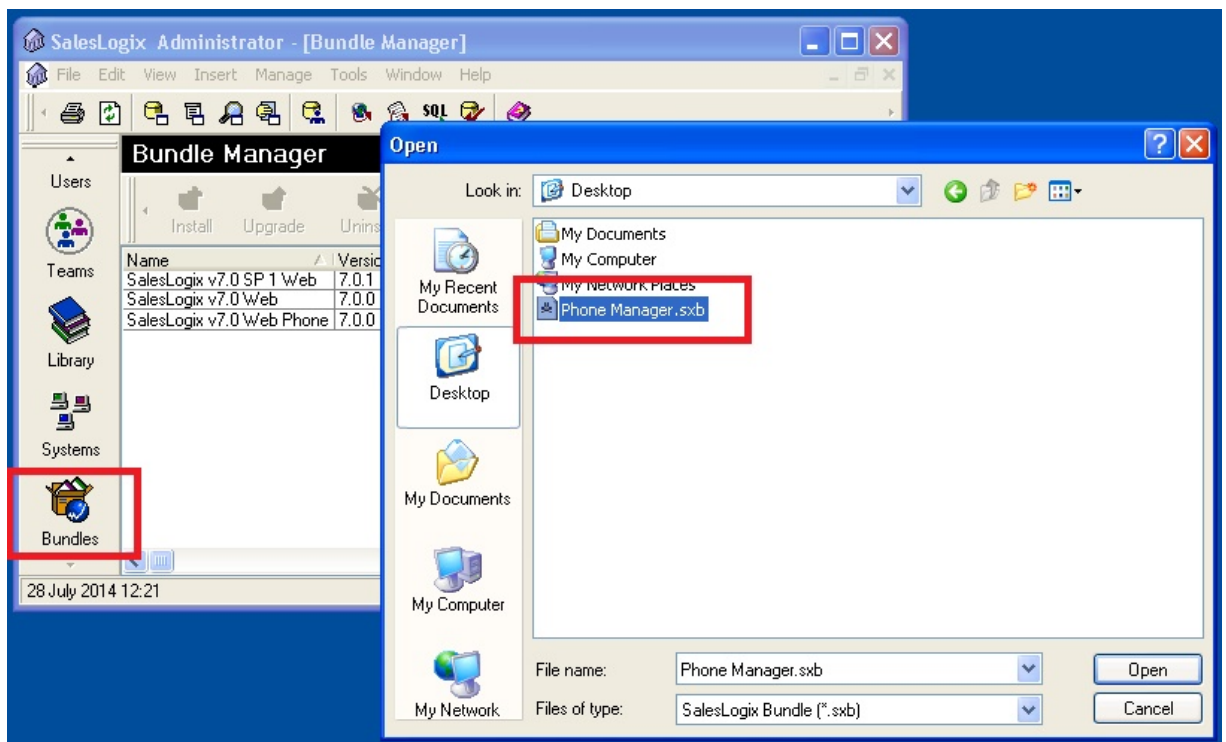 SalesLogix Administrator - [Bundle Manager]
File Edit View Insert Manage Tools Window Help
SQL
Bundle Manager
Users
Teams
Library
Systems
Bundles
Install Upgrade Unins
Name Versio
SalesLogix v7.0 SP 1 Web 7.0.1
SalesLogix v7.0 Web 7.0.0
SalesLogix v7.0 Web Phone 7.0.0
28 July 2014 12:21
Open
Look in: Desktop
My Recent
Documents
Desktop
My Documents
My Computer
My Network
My Documents
My Computer
My Network Places
Phone Manager.sxb
File name: Phone Manager.sxb Open
Files of type: SalesLogix Bundle (*.sxb) Cancel